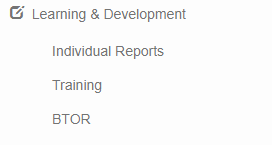 Learning & Development
Individual Reports
Training
BTOR